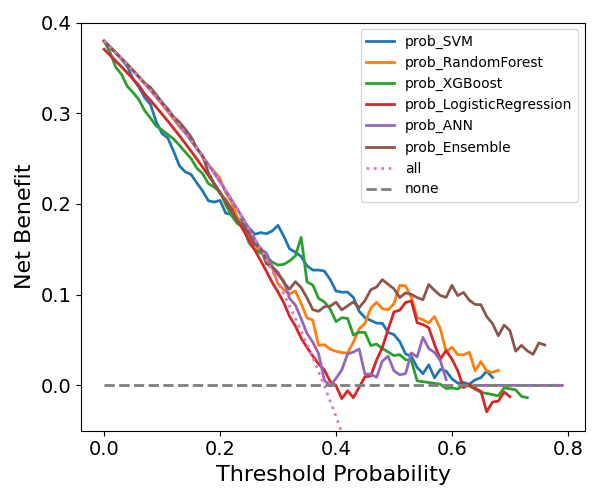 0.4
0.3
0.2
0.1
0.0
Net Benefit
prob_SVM
prob_RandomForest
prob_XGBoost
prob_LogisticRegression
prob_ANN
prob_Ensemble
all
none
0.0 0.2 0.4 0.6 0.8
Threshold Probability